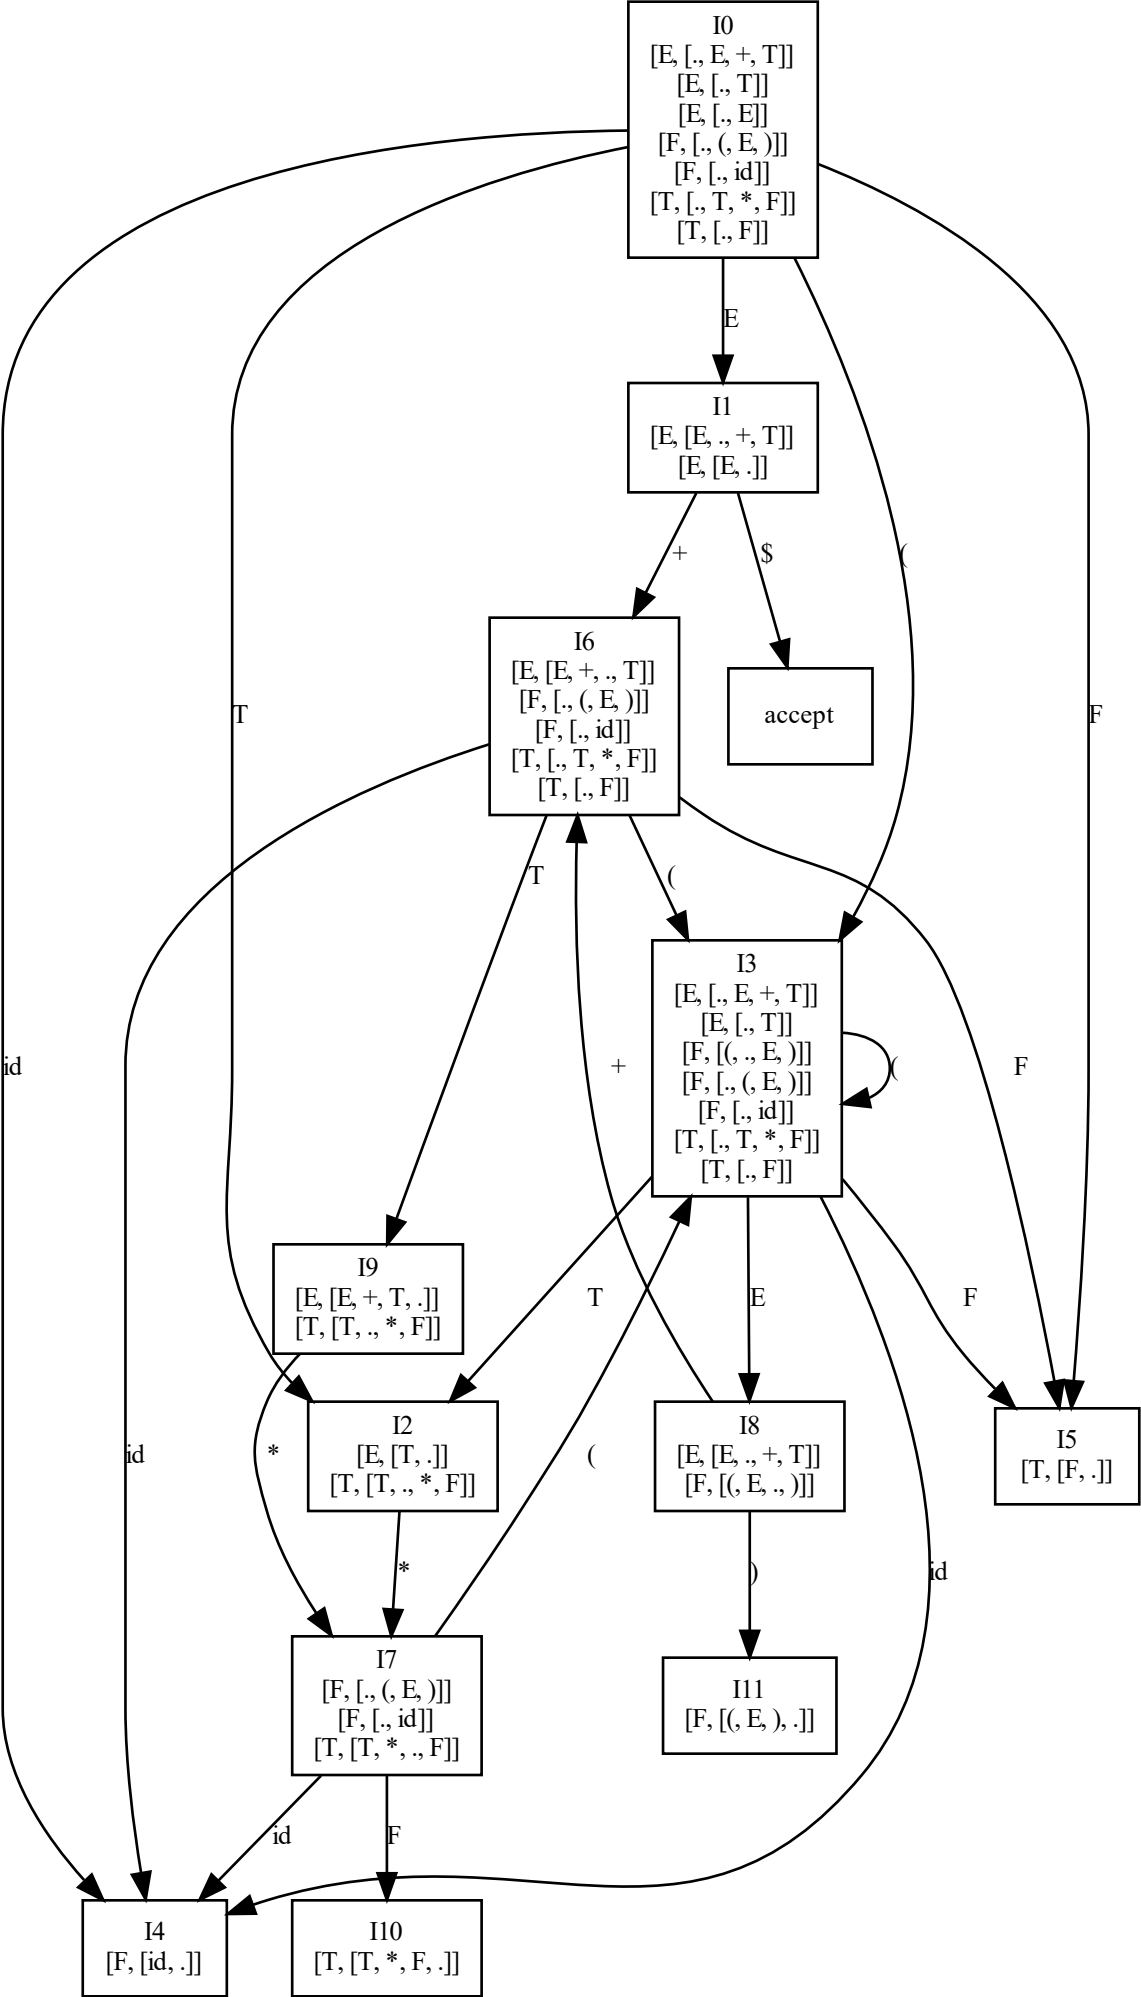 I0
[E, [., E, +, T]]
[E, [., T]]
[E, [., E]]
[F, [., (, E, )]]
[F, [., id]]
[T, [., T, *, F]]
[T, [., F]]
E
I1
[E, [E, ., +, T]]
[E, [E, .]]
+
$
(
I6
[E, [E, +, ., T]]
[F, [., (, E, )]]
[F, [., id]]
[T, [., T, *, F]]
[T, [., F]]
accept
T
F
T
(
I3
[E, [., E, +, T]]
[E, [., T]]
[F, [(, ., E, )]]
[F, [., (, E, )]]
[F, [., id]]
[T, [., T, *, F]]
[T, [., F]]
id
+
(
F
I9
[E, [E, +, T, .]]
[T, [T, ., *, F]]
T
E
F
id
*
I2
[E, [T, .]]
[T, [T, ., *, F]]
(
I8
[E, [E, ., +, T]]
[F, [(, E, ., )]]
I5
[T, [F, .]]
*
)
id
I7
[F, [., (, E, )]]
[F, [., id]]
[T, [T, *, ., F]]
I11
[F, [(, E, ), .]]
id
F
I4
[F, [id, .]]
I10
[T, [T, *, F, .]]